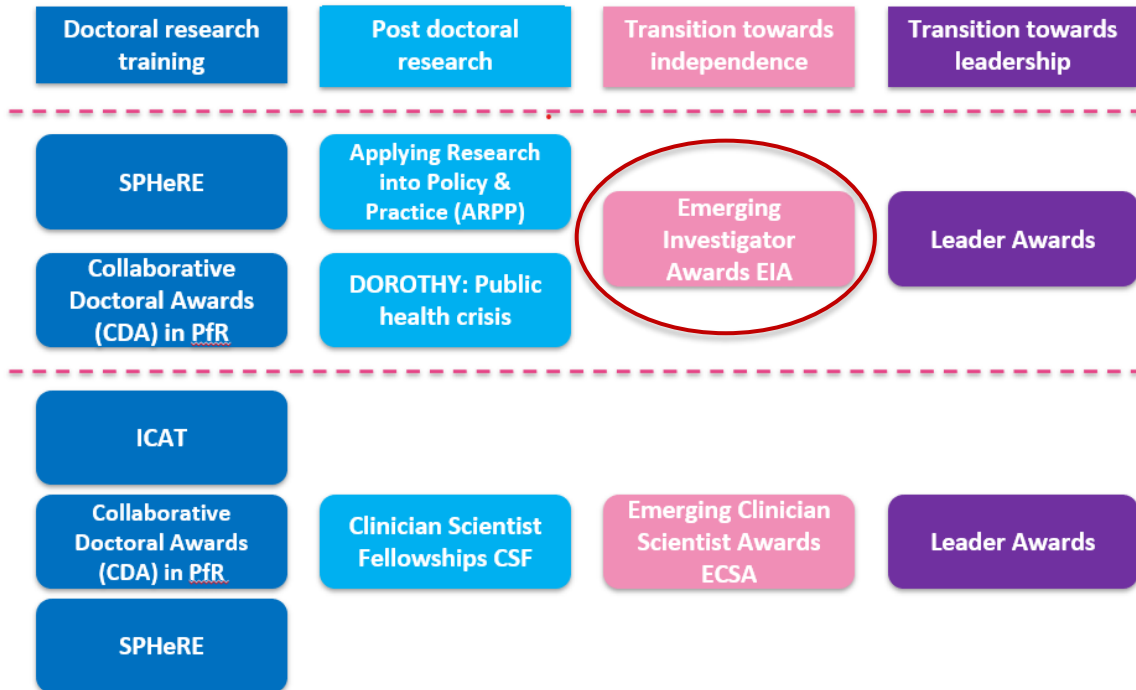 Doctoral research
training
Post doctoral
research
Transition towards
independence
Transition towards
leadership
SPHeRE
Applying Research
into Policy &
Practice (ARPP)
Emerging
Investigator
Awards EIA
Leader Awards
Collaborative
Doctoral Awards
(CDA) in PfR
DOROTHY: Public
health crisis
ICAT
Collaborative
Doctoral Awards
(CDA) in PfR
Clinician Scientist
Fellowships CSF
Emerging Clinician
Scientist Awards
ECSA
Leader Awards
SPHeRE